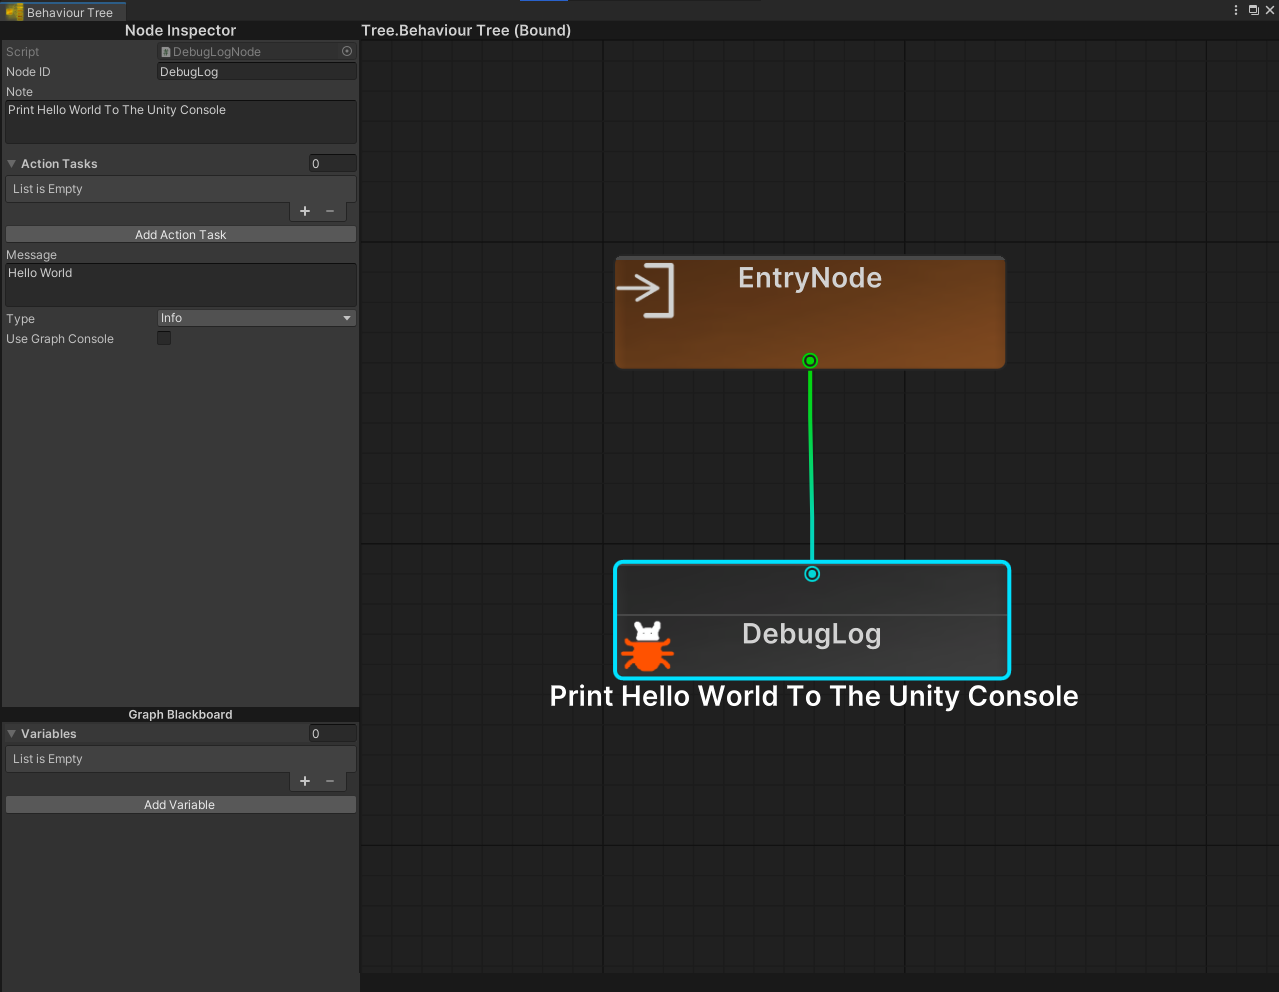 Behaviour Tree
Node Inspector
Script DebugLogNode
Node ID DebugLog
Note
Print Hello World To The Unity Console
Action Tasks 0
List is Empty
Add Action Task
Message
Hello World
Type Info
Use Graph Console
Graph Blackboard
Variables 0
List is Empty
Add Variable
Tree.Behaviour Tree (Bound)
EntryNode
DebugLog
Print Hello World To The Unity Console